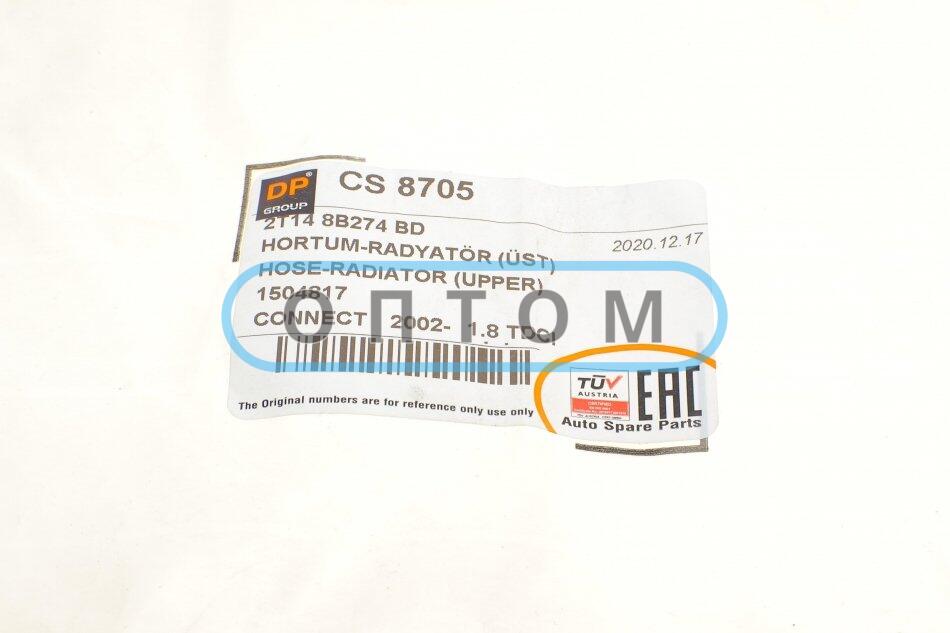 DP®
GROUP
CS 8705
2T14 8B274 BD
2020.12.17
HORTUM-RADYATÖR (ÜST)
HOSE-RADIATOR (UPPER)
1504817
CONNECT 2002- 1.8 TDCI
ОПТОМ
The Original numbers are for reference only use only
TÜV
AUSTRIA
EAC
Auto Spare Parts